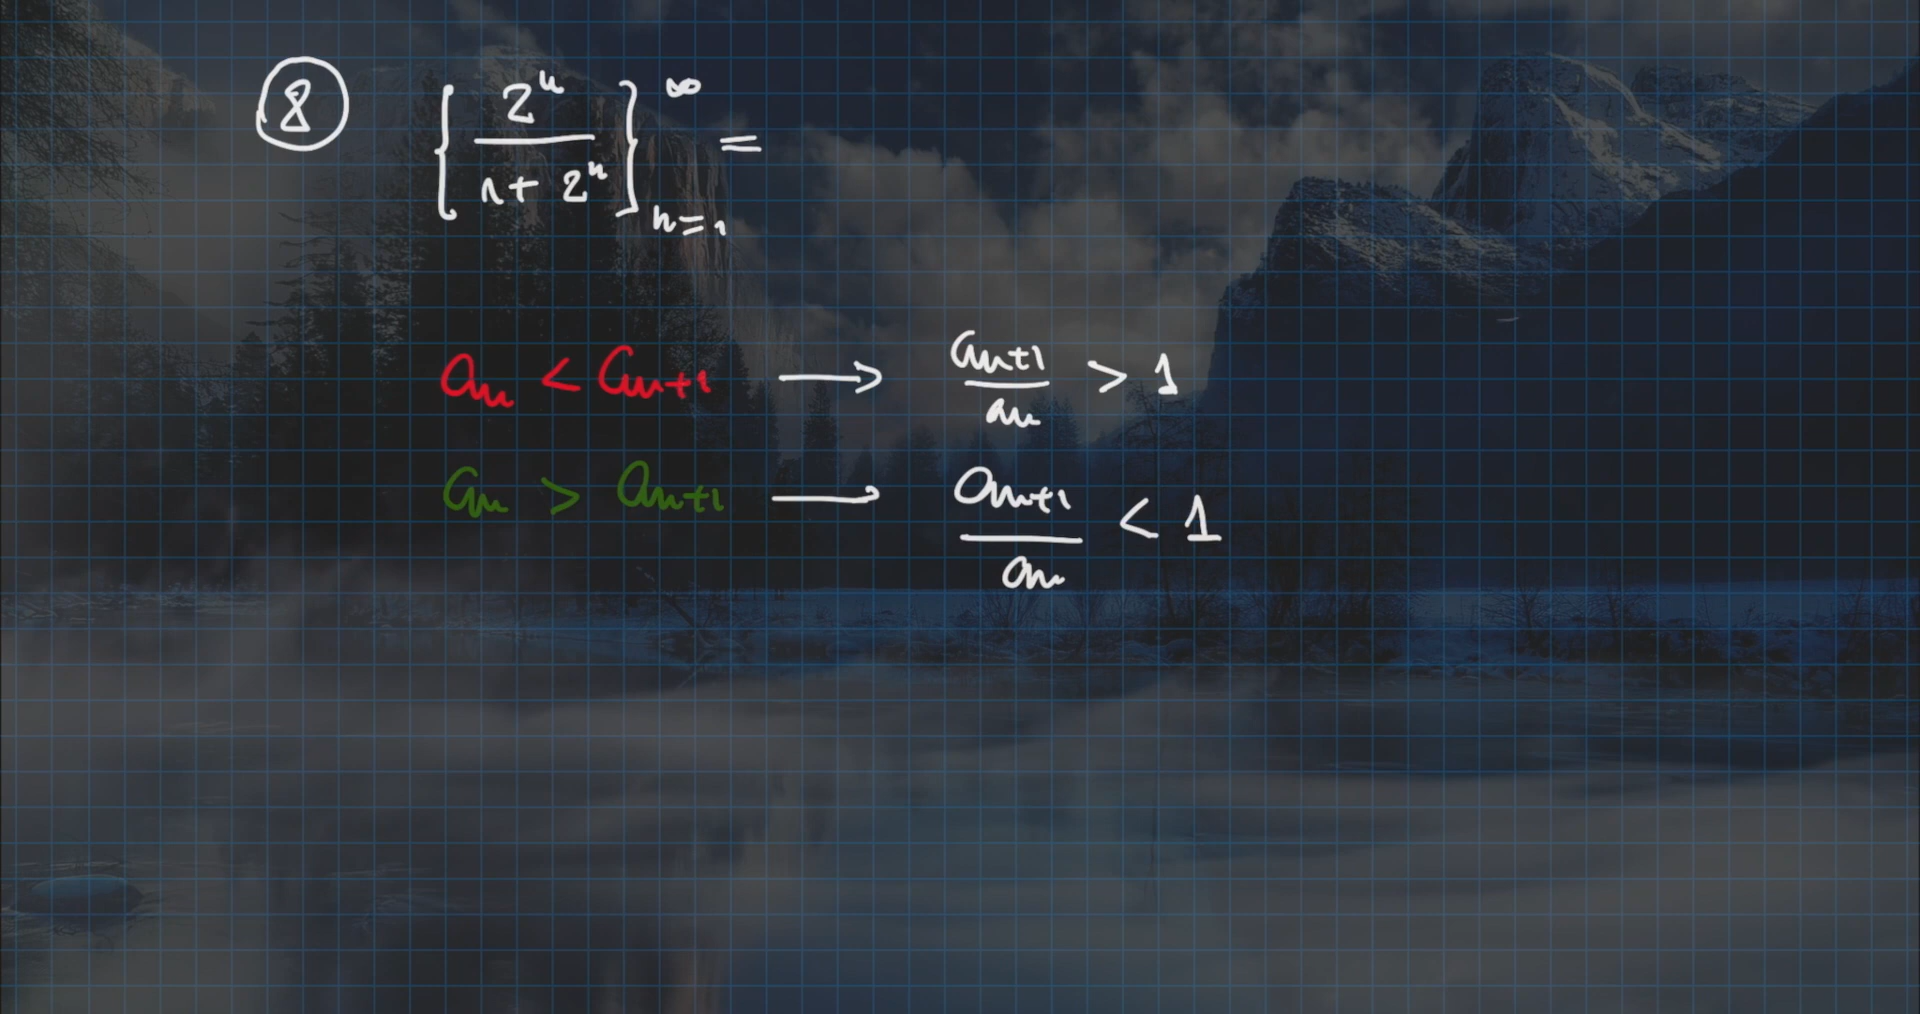 8 { 2^n / (1 + 2^n) }_{n=1}^∞ =
a_n < a_{n+1} → a_{n+1} / a_n > 1
a_n > a_{n+1} → a_{n+1} / a_n < 1